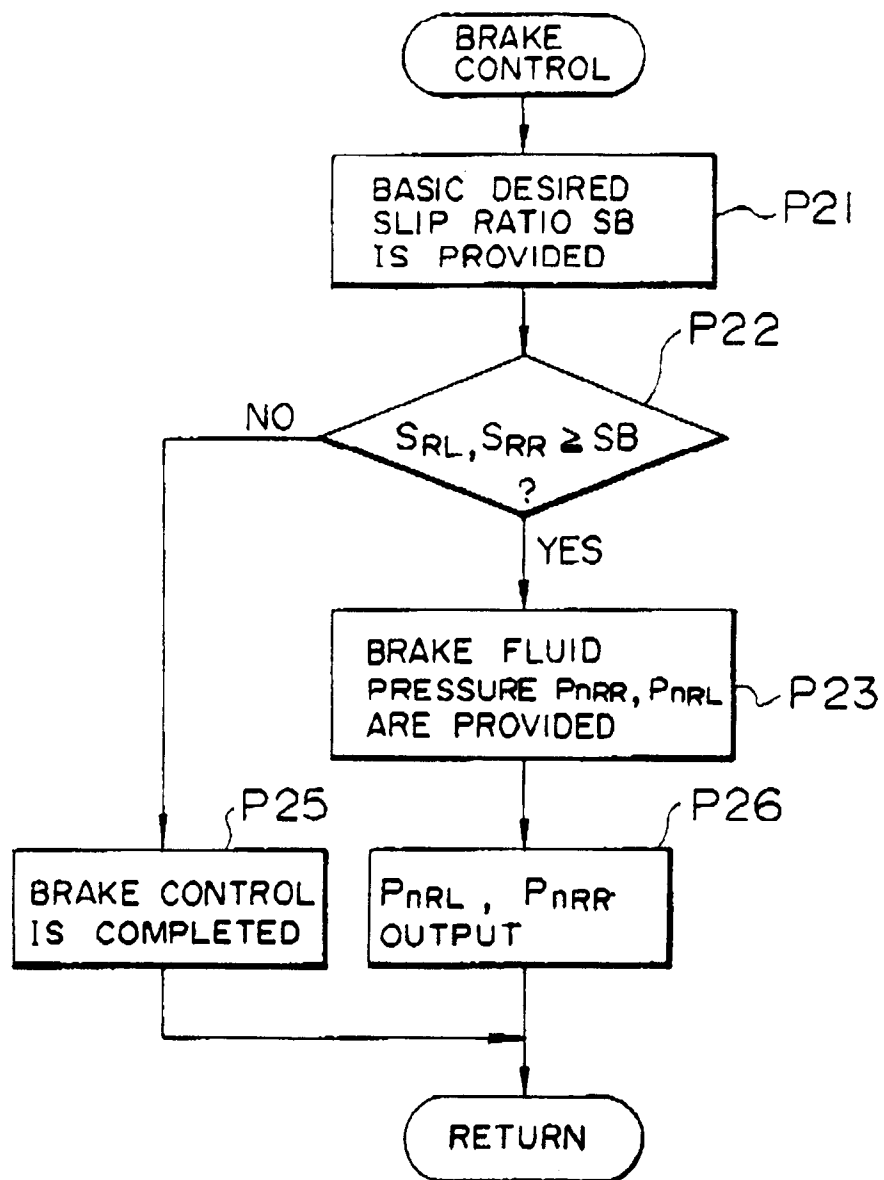 BRAKE
CONTROL
BASIC DESIRED
SLIP RATIO SB
IS PROVIDED
P21
P22
NO
SRL, SRR ≧ SB
?
YES
BRAKE FLUID
PRESSURE PnRR, PnRL
ARE PROVIDED
P23
P25
BRAKE CONTROL
IS COMPLETED
P26
PnRL , PnRR
OUTPUT
RETURN